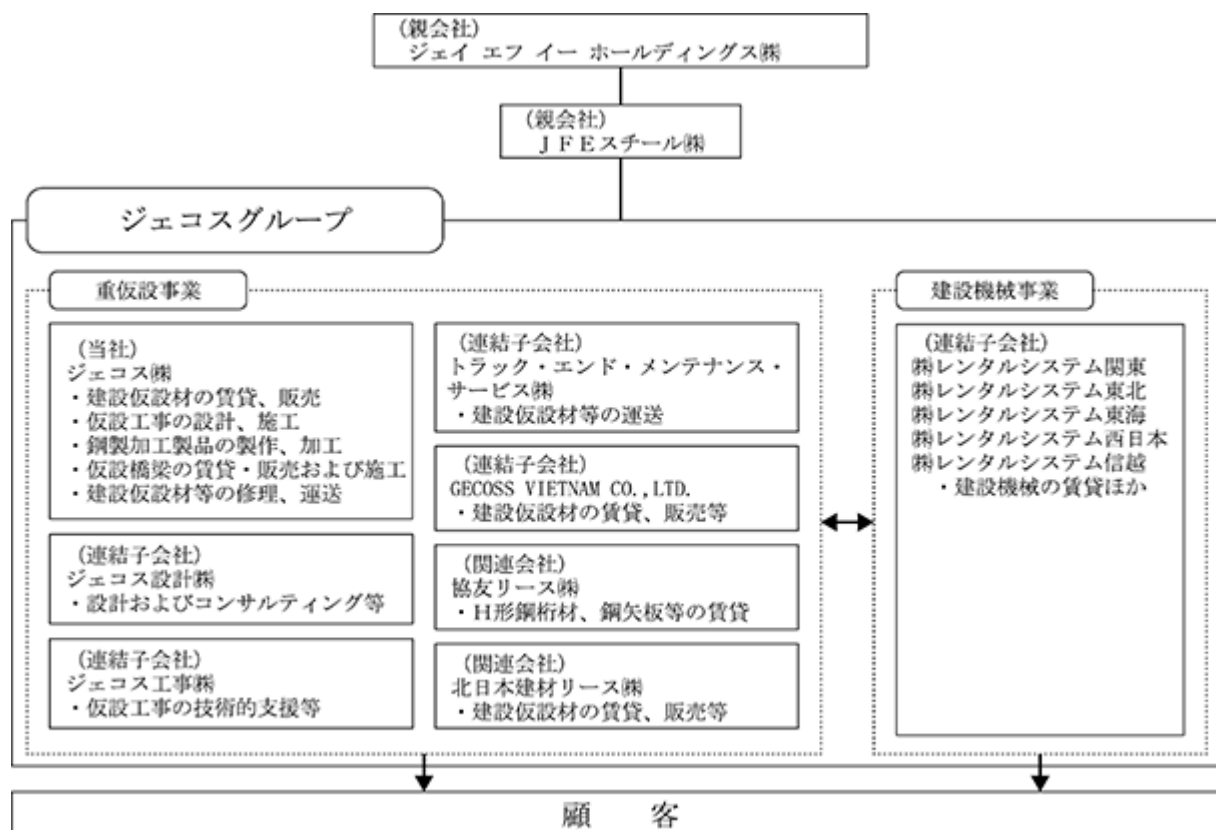 (親会社)
ジェイ エフ イー ホールディングス㈱
(親会社)
ＪＦＥスチール㈱
ジェコスグループ
重仮設事業
(当社)
ジェコス㈱
・建設仮設材の賃貸、販売
・仮設工事の設計、施工
・鋼製加工製品の製作、加工
・仮設橋梁の賃貸・販売および施工
・建設仮設材等の修理、運送
(連結子会社)
ジェコス設計㈱
・設計およびコンサルティング等
(連結子会社)
ジェコス工事㈱
・仮設工事の技術的支援等
(連結子会社)
トラック・エンド・メンテナンス・
サービス㈱
・建設仮設材等の運送
(連結子会社)
GECOSS VIETNAM CO.,LTD.
・建設仮設材の賃貸、販売等
(関連会社)
協友リース㈱
・Ｈ形鋼桁材、鋼矢板等の賃貸
(関連会社)
北日本建材リース㈱
・建設仮設材の賃貸、販売等
建設機械事業
(連結子会社)
㈱レンタルシステム関東
㈱レンタルシステム東北
㈱レンタルシステム東海
㈱レンタルシステム西日本
㈱レンタルシステム信越
・建設機械の賃貸ほか
顧　　客